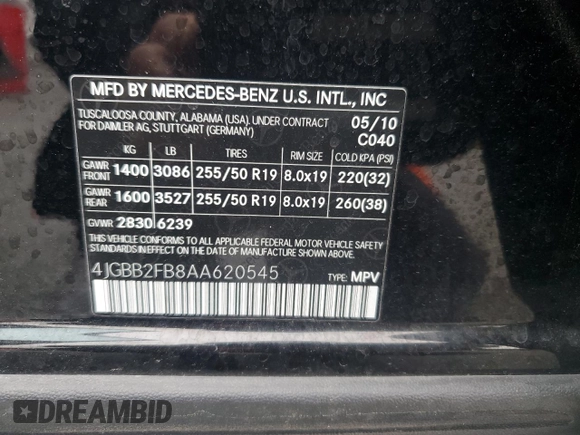 MFD BY MERCEDES-BENZ U.S. INTL., INC
TUSCALOOSA COUNTY, ALABAMA (USA). UNDER CONTRACT 05/10
FOR DAIMLER AG, STUTTGART (GERMANY) C040
KG LB TIRES RIM SIZE COLD KPA (PSI)
GAWR FRONT 1400 3086 255/50 R19 8.0x19 220(32)
GAWR REAR 1600 3527 255/50 R19 8.0x19 260(38)
GVWR 2830 6239
THIS VEHICLE CONFORMS TO ALL APPLICABLE FEDERAL MOTOR VEHICLE SAFETY
STANDARDS IN EFFECT ON THE DATE OF MANUFACTURE SHOWN ABOVE.
4JGBB2FB8AA620545 TYPE: MPV
DREAMBID